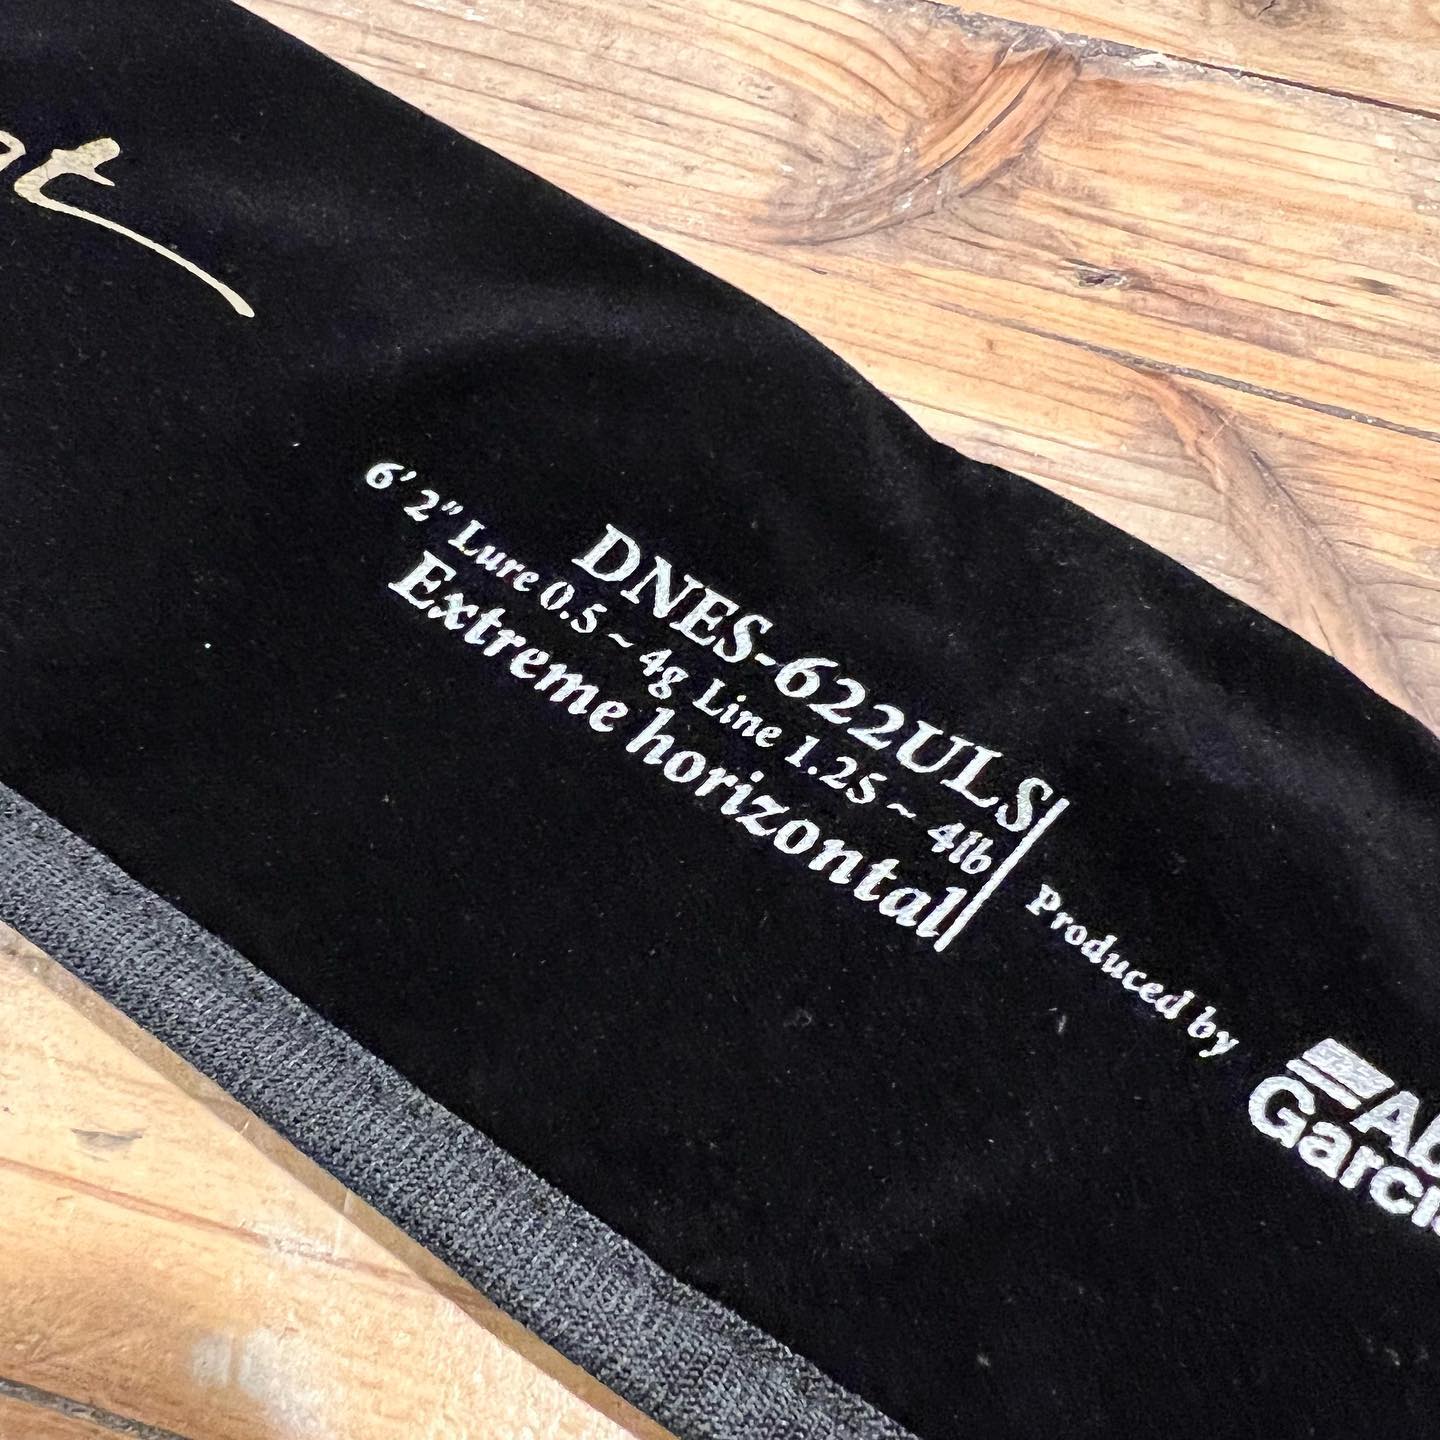 DNES-622ULS
6' 2" Lure 0.5 ~ 4g Line 1.25 ~ 4lb
Extreme horizontal
Produced by